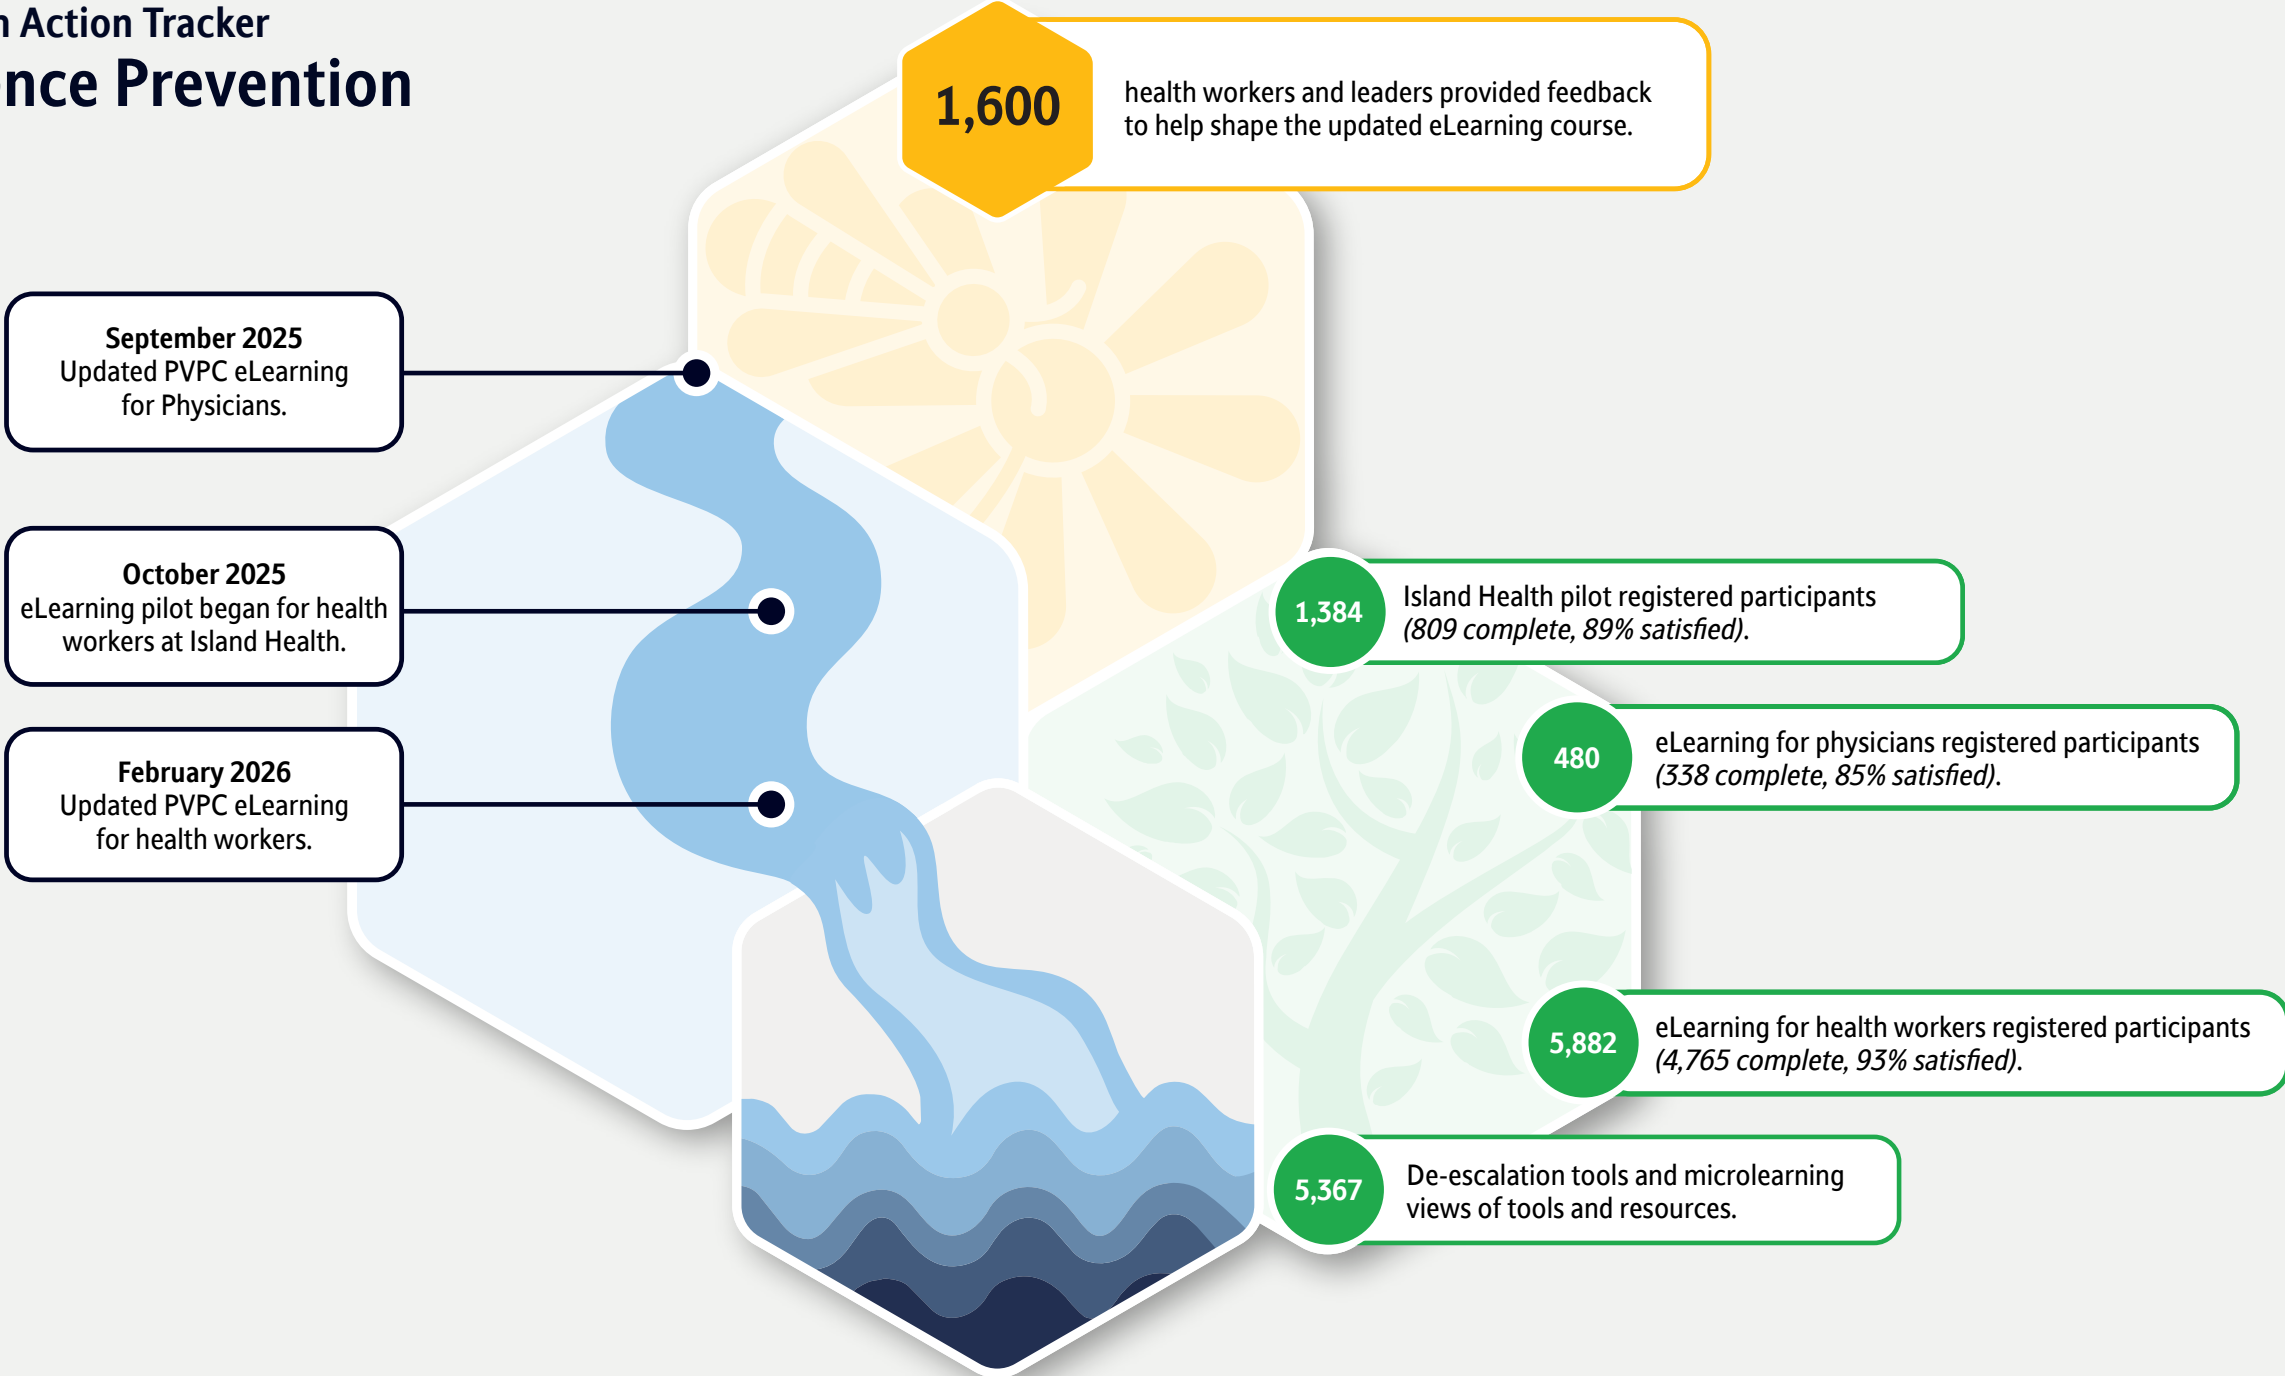 Action Tracker
Prevention
1,600
health workers and leaders provided feedback
to help shape the updated eLearning course.
September 2025
Updated PVPC eLearning
for Physicians.
October 2025
eLearning pilot began for health
workers at Island Health.
February 2026
Updated PVPC eLearning
for health workers.
1,384
Island Health pilot registered participants
(809 complete, 89% satisfied).
480
eLearning for physicians registered participants
(338 complete, 85% satisfied).
5,882
eLearning for health workers registered participants
(4,765 complete, 93% satisfied).
5,367
De-escalation tools and microlearning
views of tools and resources.